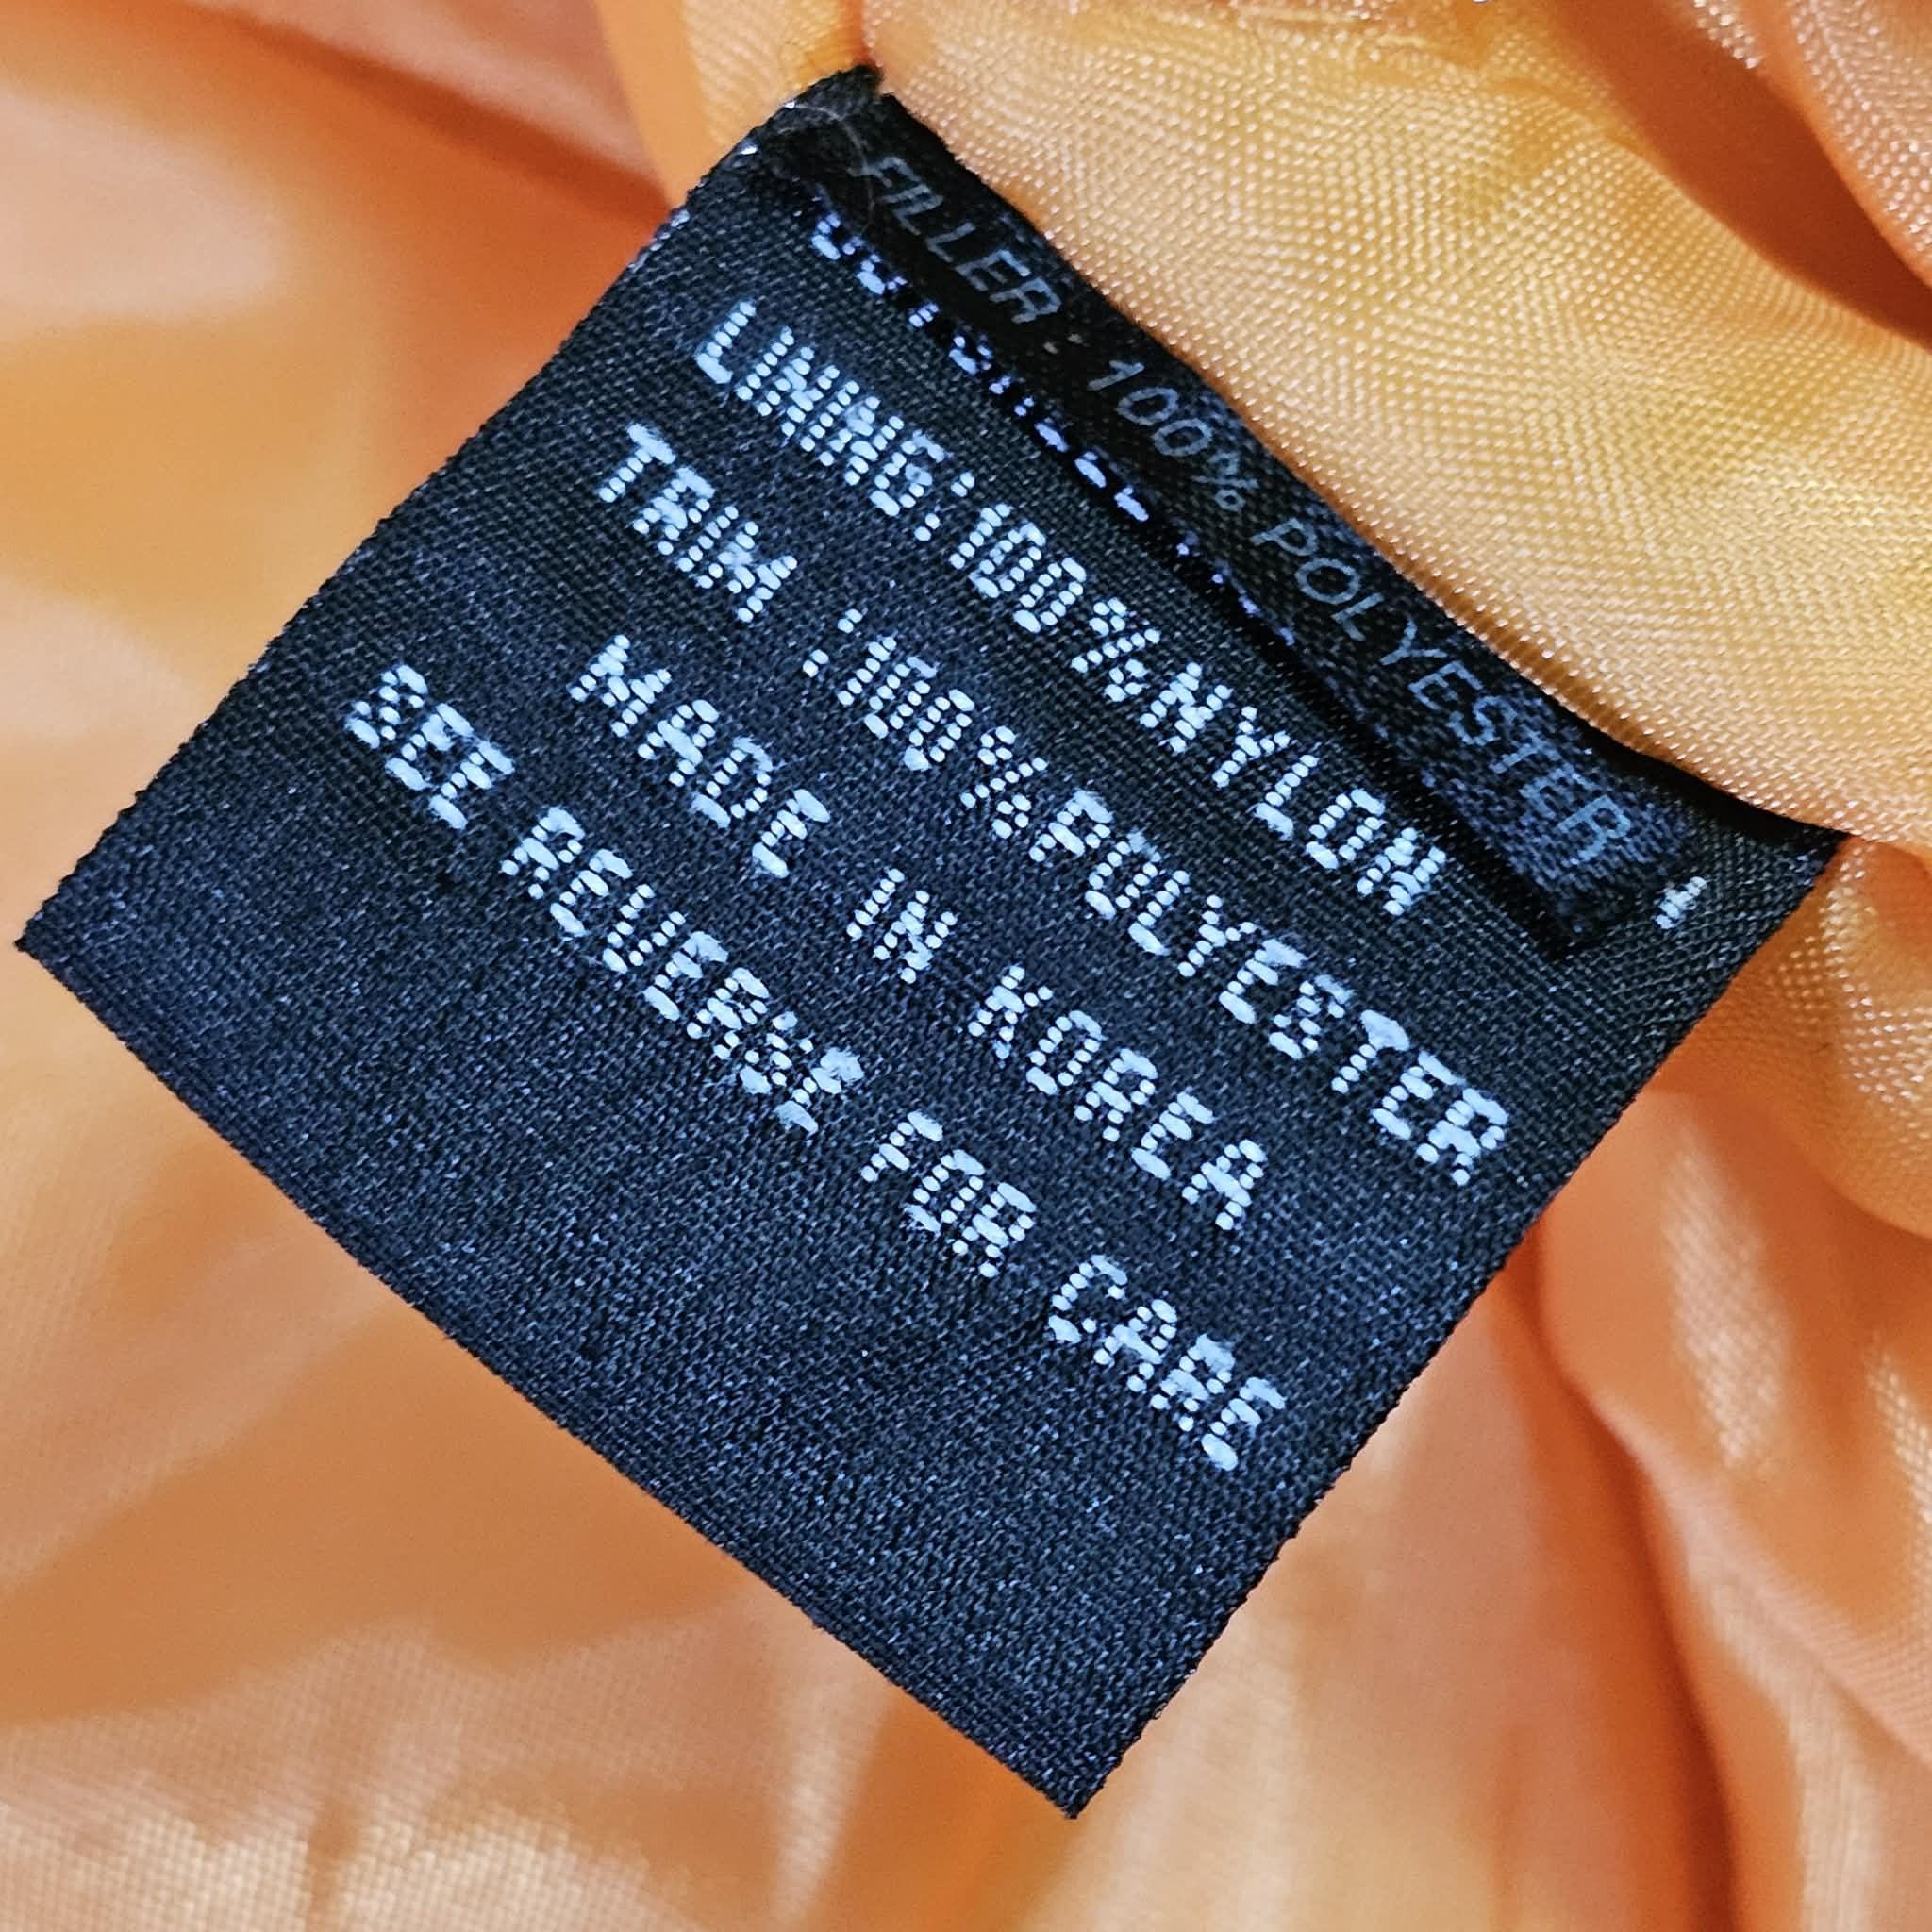 FILLER : 100% POLYESTER
LINING:100%NYLON
TRIM :100%POLYESTER
MADE IN KOREA
SEE REVERSE FOR CARE